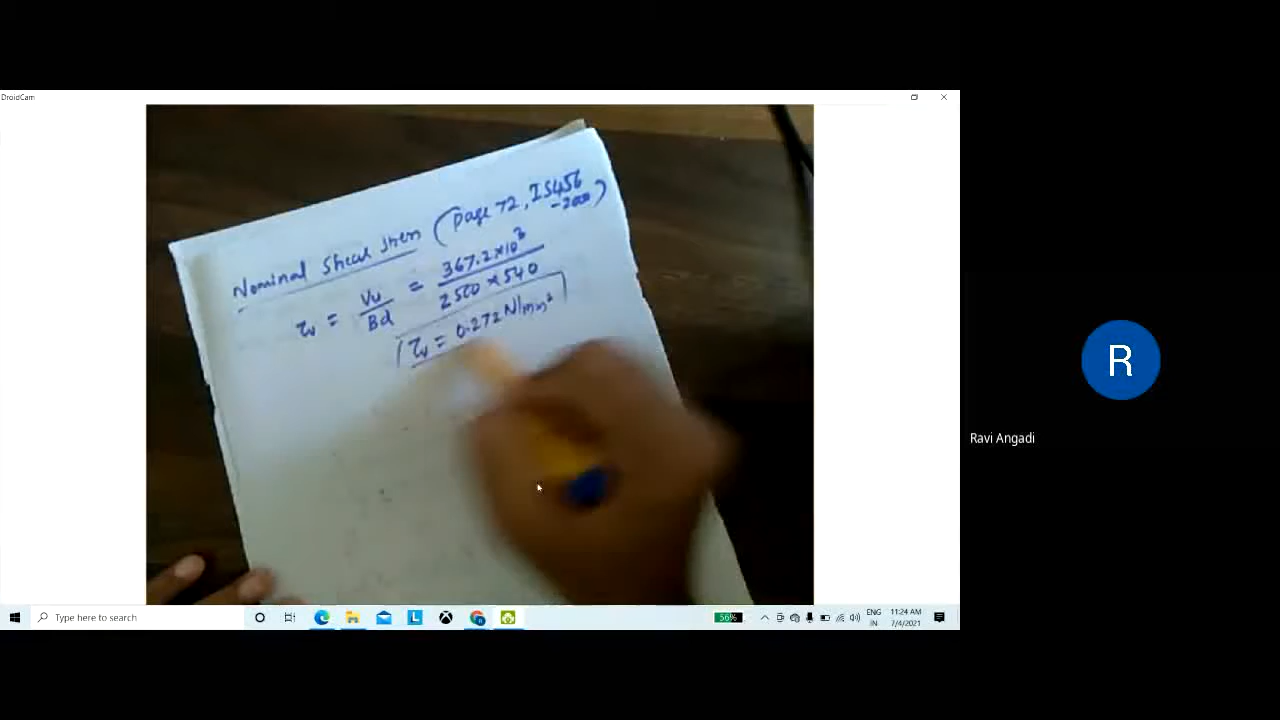 DroidCam
Nominal Shear stress (page 72, IS456
-2000)
τv = Vu/Bd = 367.2×10³/2500×540
τv = 0.272 N/mm²
R
Ravi Angadi
Type here to search
56%
ENG
IN
11:24 AM
7/4/2021